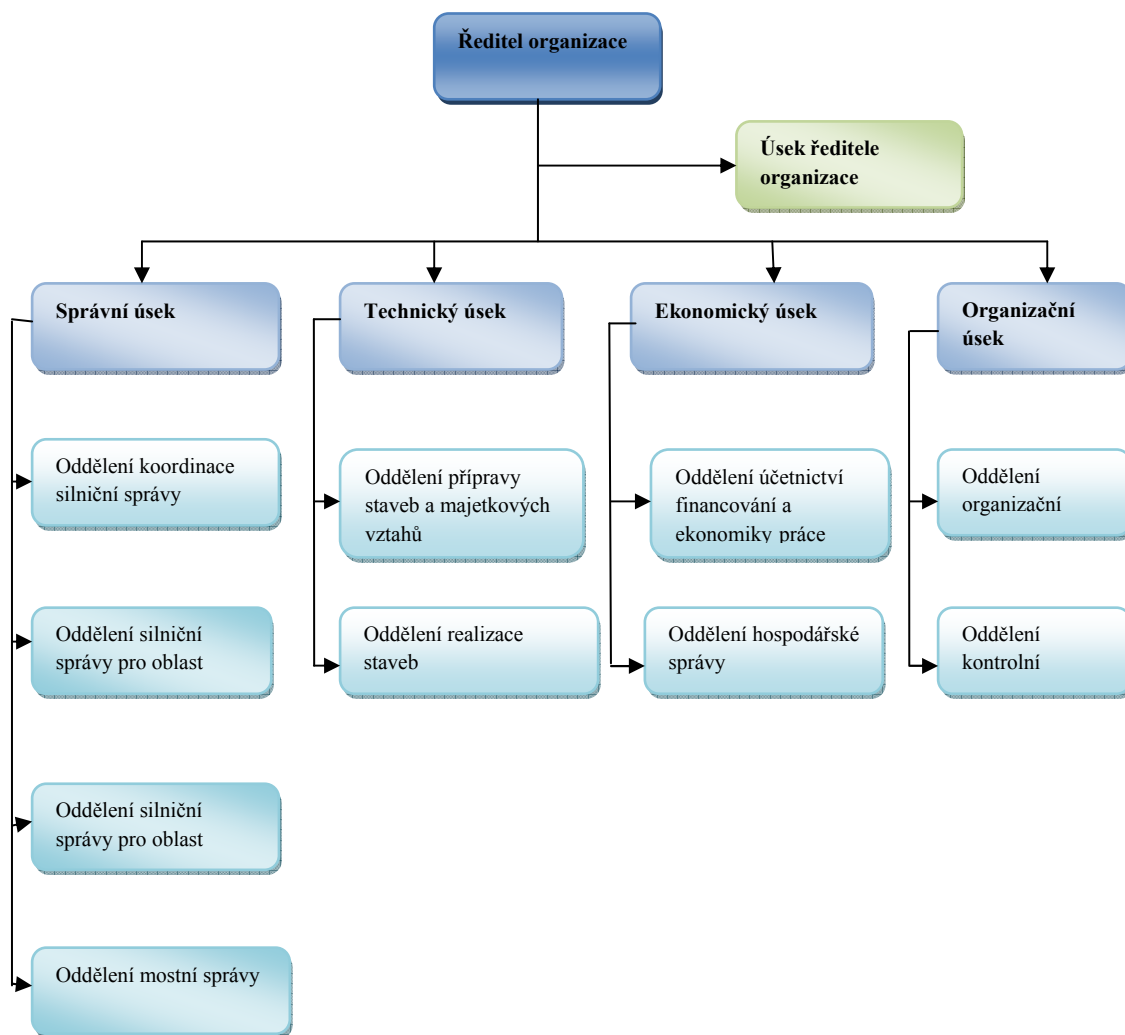 Ředitel organizace
Úsek ředitele
organizace
Správní úsek
Technický úsek
Ekonomický úsek
Organizační
úsek
Oddělení koordinace
silniční správy
Oddělení přípravy
staveb a majetkových
vztahů
Oddělení účetnictví
financování a
ekonomiky práce
Oddělení
organizační
Oddělení silniční
správy pro oblast
Oddělení realizace
staveb
Oddělení hospodářské
správy
Oddělení
kontrolní
Oddělení silniční
správy pro oblast
Oddělení mostní správy